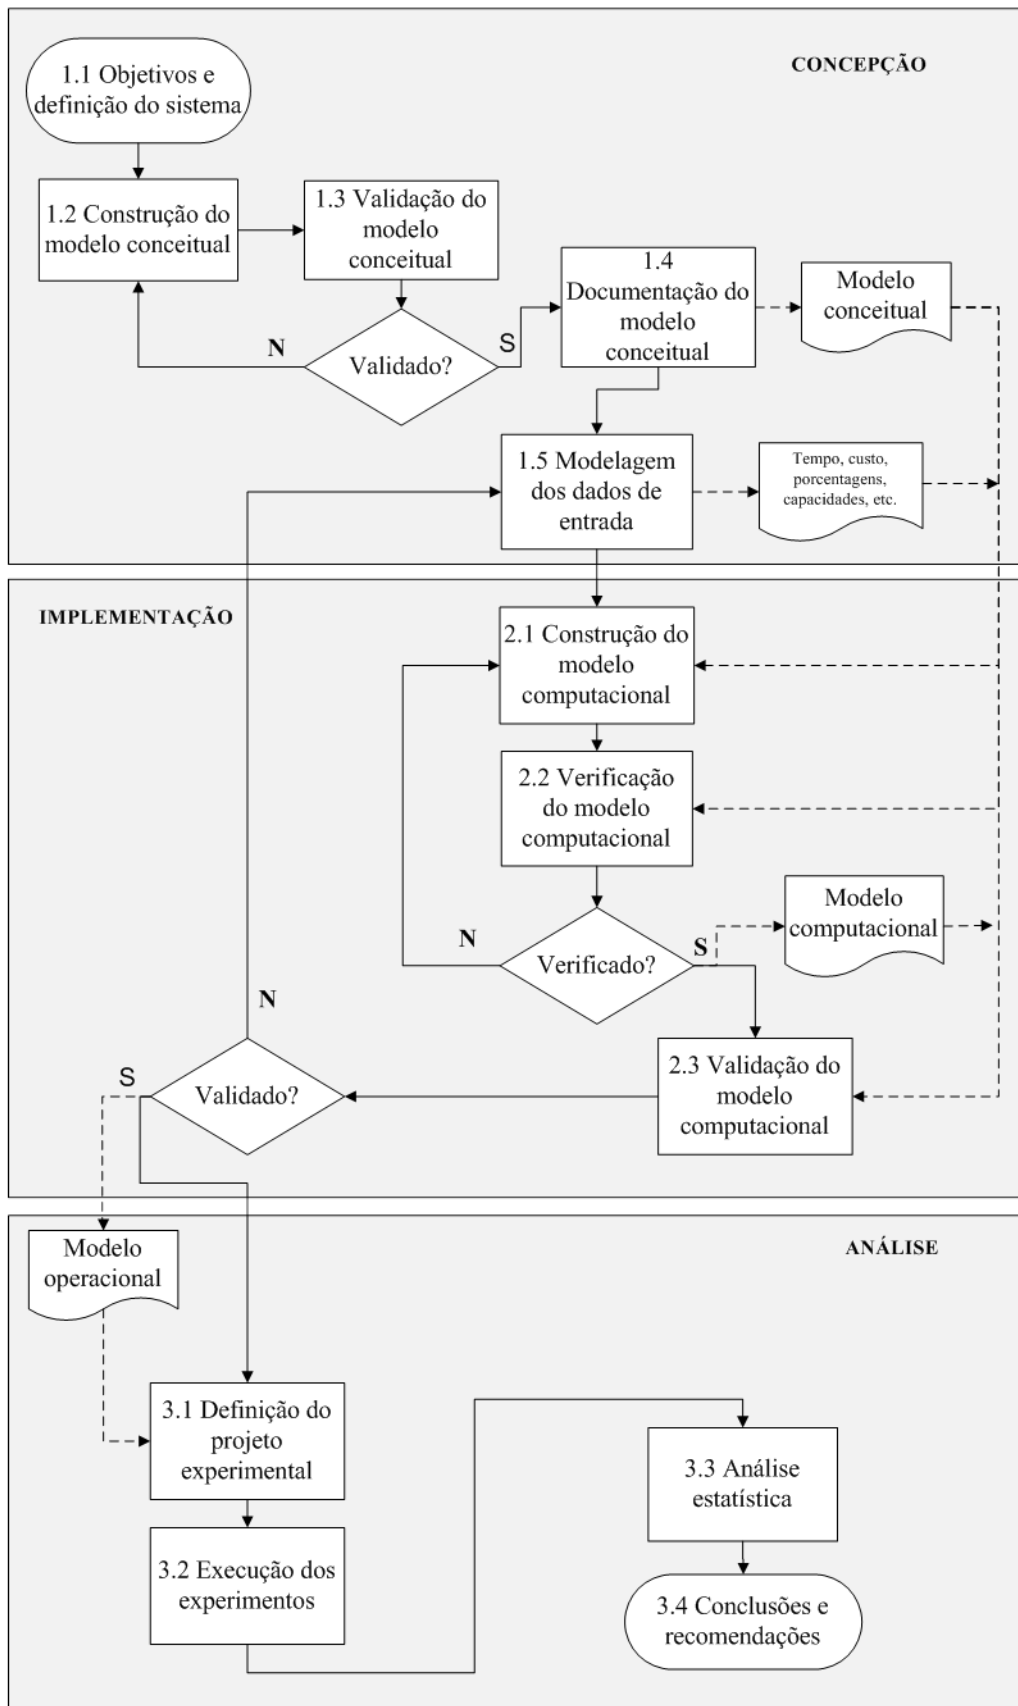 CONCEPÇÃO
1.1 Objetivos e
definição do sistema
1.2 Construção do
modelo conceitual
1.3 Validação do
modelo
conceitual
Validado?
N
S
1.4
Documentação do
modelo
conceitual
Modelo
conceitual
1.5 Modelagem
dos dados de
entrada
Tempo, custo,
porcentagens,
capacidades, etc.
IMPLEMENTAÇÃO
2.1 Construção do
modelo
computacional
2.2 Verificação
do modelo
computacional
Verificado?
N
S
Modelo
computacional
2.3 Validação do
modelo
computacional
Validado?
N
S
ANÁLISE
Modelo
operacional
3.1 Definição do
projeto
experimental
3.2 Execução dos
experimentos
3.3 Análise
estatística
3.4 Conclusões e
recomendações